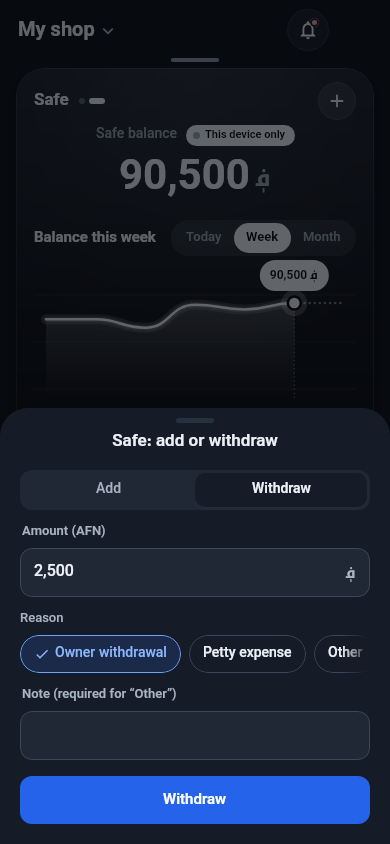 My shop
Safe
Safe balance This device only
90,500 ؋
Balance this week Today Week Month
90,500 ؋
Safe: add or withdraw
Add Withdraw
Amount (AFN)
2,500 ؋
Reason
Owner withdrawal Petty expense Other
Note (required for “Other”)
Withdraw